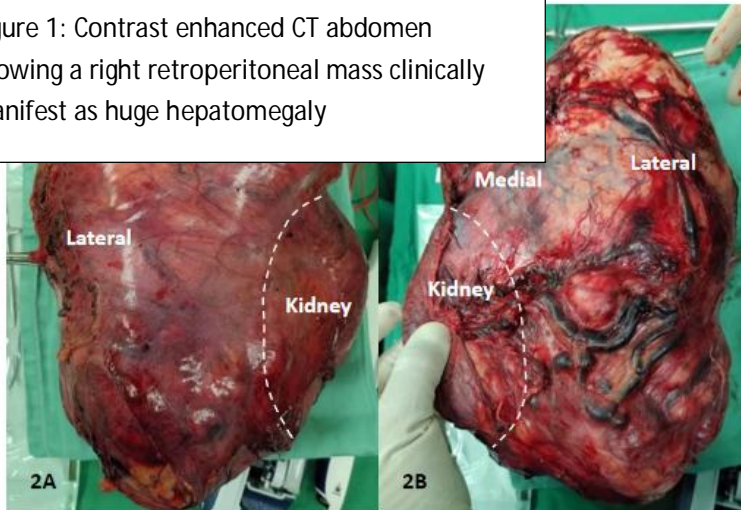 gure 1: Contrast enhanced CT abdomen
owing a right retroperitoneal mass clinically
anifest as huge hepatomegaly
Lateral
Kidney
2A
Medial
Lateral
Kidney
2B